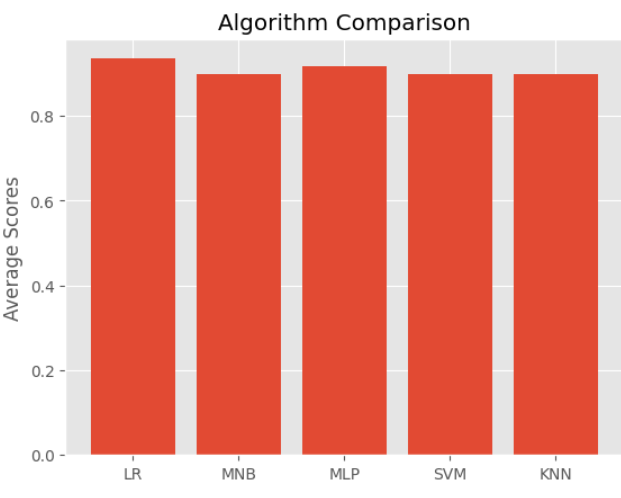 Algorithm Comparison
Average Scores
0.8
0.6
0.4
0.2
0.0
LR MNB MLP SVM KNN